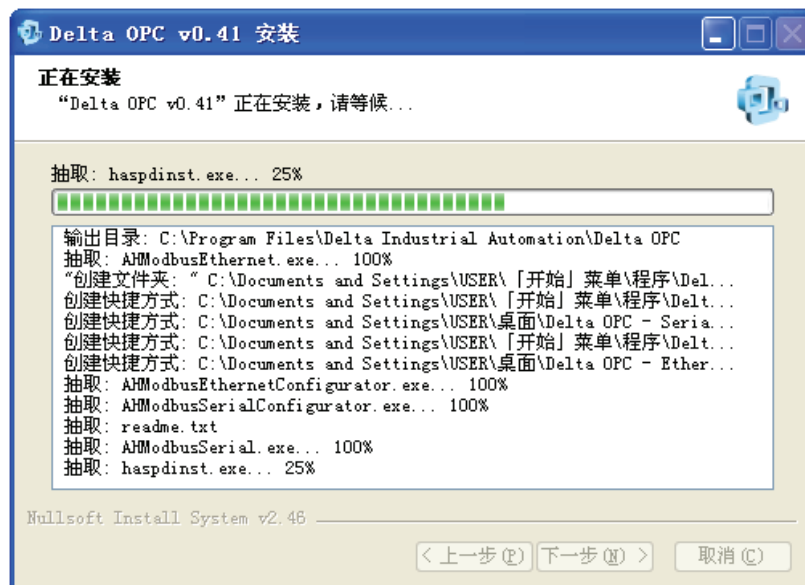 Delta OPC v0.41 安装
正在安装
“Delta OPC v0.41”正在安装，请等候...
抽取: haspdinst.exe... 25%
输出目录: C:\Program Files\Delta Industrial Automation\Delta OPC
抽取: AHModbusEthernet.exe... 100%
“创建文件夹: ” C:\Documents and Settings\USER\「开始」菜单\程序\Del...
创建快捷方式: C:\Documents and Settings\USER\「开始」菜单\程序\Delt...
创建快捷方式: C:\Documents and Settings\USER\桌面\Delta OPC - Seria...
创建快捷方式: C:\Documents and Settings\USER\「开始」菜单\程序\Delt...
创建快捷方式: C:\Documents and Settings\USER\桌面\Delta OPC - Ether...
抽取: AHModbusEthernetConfigurator.exe... 100%
抽取: AHModbusSerialConfigurator.exe... 100%
抽取: readme.txt
抽取: AHModbusSerial.exe... 100%
抽取: haspdinst.exe... 25%
Nullsoft Install System v2.46
< 上一步(P) 下一步(N) > 取消(C)